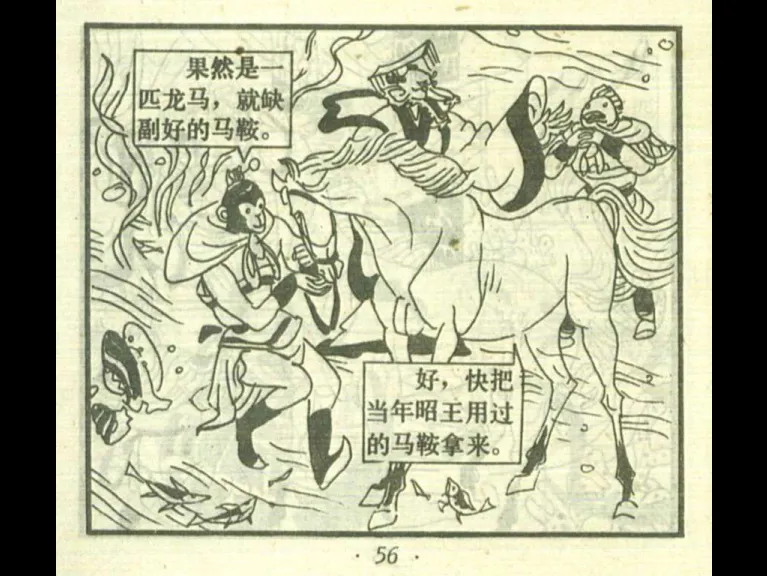 果然是一
匹龙马，就缺
副好的马鞍。
好，快把
当年昭王用过
的马鞍拿来。
· 56 ·